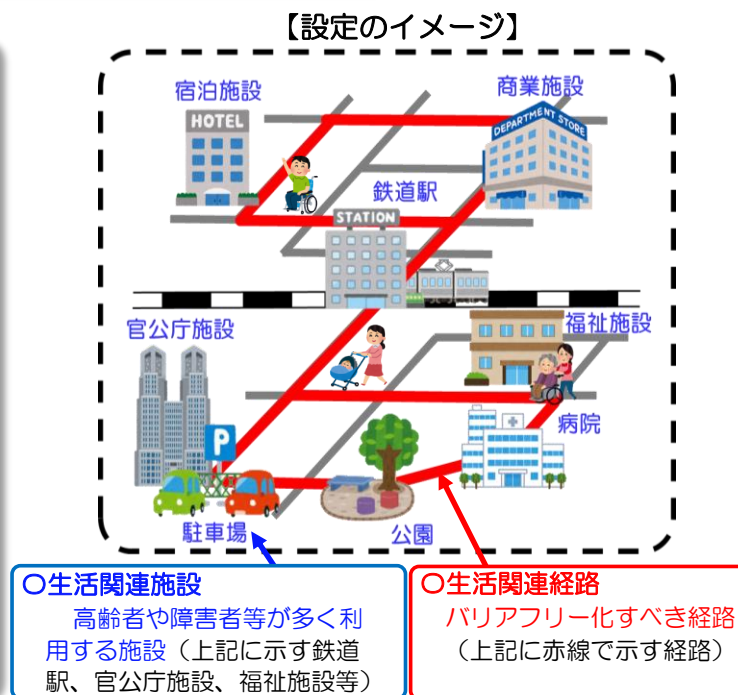 【設定のイメージ】
宿泊施設
商業施設
HOTEL
DEPARTMENT STORE
鉄道駅
STATION
官公庁施設
福祉施設
P
病院
駐車場
公園
〇生活関連施設
高齢者や障害者等が多く利
用する施設（上記に示す鉄道
駅、官公庁施設、福祉施設等）
〇生活関連経路
バリアフリー化すべき経路
（上記に赤線で示す経路）